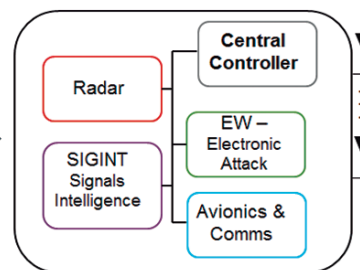 Central
Controller
Radar
EW –
Electronic
Attack
SIGINT
Signals
Intelligence
Avionics &
Comms